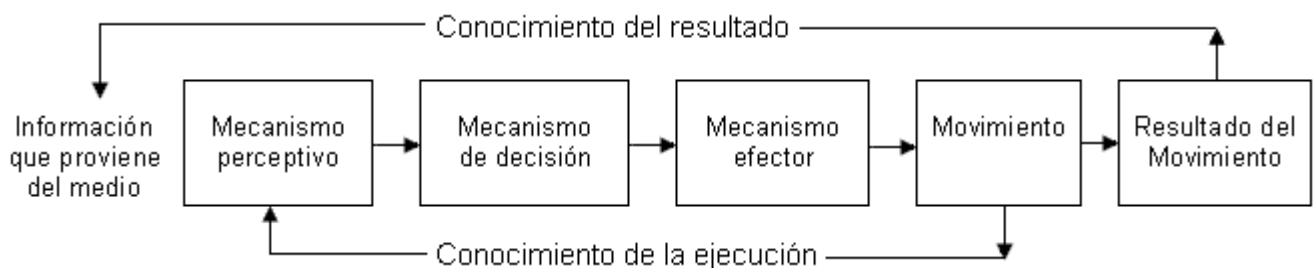 Conocimiento del resultado
Información
que proviene
del medio
Mecanismo
perceptivo
Mecanismo
de decisión
Mecanismo
efector
Movimiento
Resultado del
Movimiento
Conocimiento de la ejecución